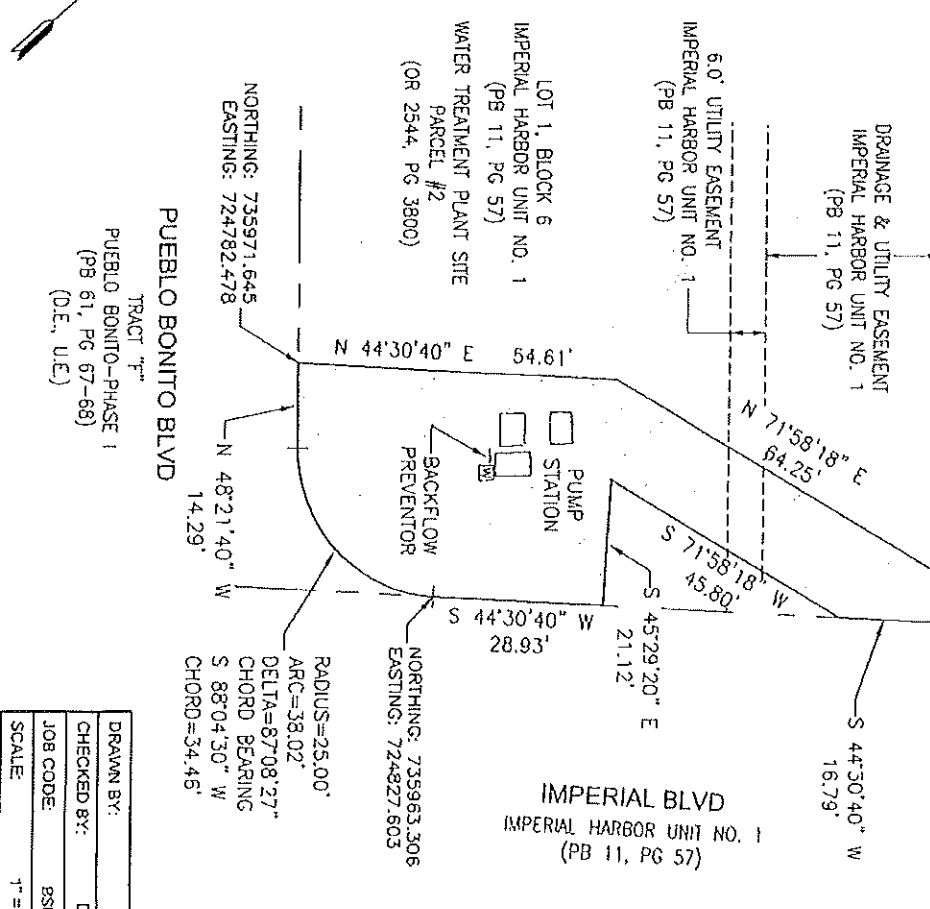 DRAINAGE & UTILITY EASEMENT
IMPERIAL HARBOR UNIT NO. 1
(PB 11, PG 57)
6.0' UTILITY EASEMENT
IMPERIAL HARBOR UNIT NO. 1
(PB 11, PG 57)
LOT 1, BLOCK 6
IMPERIAL HARBOR UNIT NO. 1
(PB 11, PG 57)
WATER TREATMENT PLANT SITE
PARCEL #2
(OR 2544, PG 3800)
NORTHING: 735971.645
EASTING: 724782.478
PUEBLO BONITO BLVD
TRACT "F"
PUEBLO BONITO-PHASE 1
(PB 61, PG 67-68)
(D.E., U.E.)
N 44°30'40" E 54.61'
N 71°58'18" E
64.25'
PUMP
STATION
W
BACKFLOW
PREVENTOR
S 71°58'18" W
45.80'
S 45°29'20" E
21.12'
S 44°30'40" W
16.79'
S 44°30'40" W
28.93'
N 48°21'40" W
14.29'
NORTHING: 735963.306
EASTING: 724827.603
RADIUS=25.00'
ARC=38.02'
DELTA=87°08'27"
CHORD BEARING
S 88°04'30" W
CHORD=34.46'
IMPERIAL BLVD
IMPERIAL HARBOR UNIT NO. 1
(PB 11, PG 57)
DRAWN BY:
CHECKED BY:
JOB CODE:
SCALE: 1" =